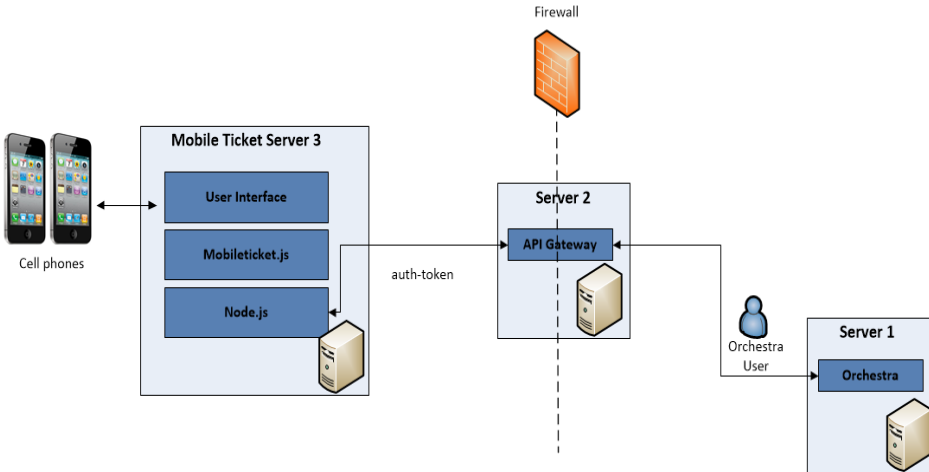 Firewall
Mobile Ticket Server 3
User Interface
Mobileticket.js
Node.js
Cell phones
auth-token
Server 2
API Gateway
Orchestra
User
Server 1
Orchestra